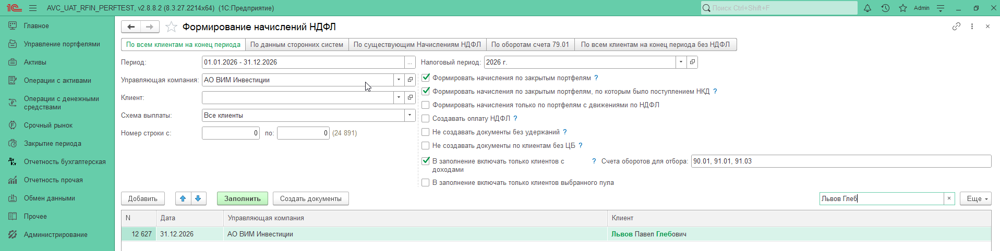 AVC_UAT_RFIN_PERFTEST, v2.8.8.2 (8.3.27.2214x64) (1С:Предприятие)
Поиск Ctrl+Shift+F
Admin
Главное
Управление портфелями
Активы
Операции с активами
Операции с денежными
средствами
Срочный рынок
Закрытие периода
Отчетность бухгалтерская
Отчетность прочая
Обмен данными
Прочее
Администрирование
Формирование начислений НДФЛ
По всем клиентам на конец периода По данным сторонних систем По существующим Начислениям НДФЛ По оборотам счета 79.01 По всем клиентам на конец периода без НДФЛ
Период: 01.01.2026 - 31.12.2026 ...
Управляющая компания: АО ВИМ Инвестиции
Клиент:
Схема выплаты: Все клиенты
Номер строки с: 0 по: 0 (24 891)
Налоговый период: 2026 г.
Формировать начисления по закрытым портфелям ?
Формировать начисления по закрытым портфелям, по которым было поступлением НКД ?
Формировать начисления только по портфелям с движениями по НДФЛ
Создавать оплату НДФЛ ?
Не создавать документы без удержаний ?
Не создавать документы по клиентам без ЦБ ?
В заполнение включать только клиентов с
доходами
? Счета оборотов для отбора: 90.01, 91.01, 91.03
В заполнение включать только клиентов выбранного пула
Добавить Заполнить Создать документы Львов Глеб × Еще
N Дата Управляющая компания Клиент
12 627 31.12.2026 АО ВИМ Инвестиции Львов Павел Глебович